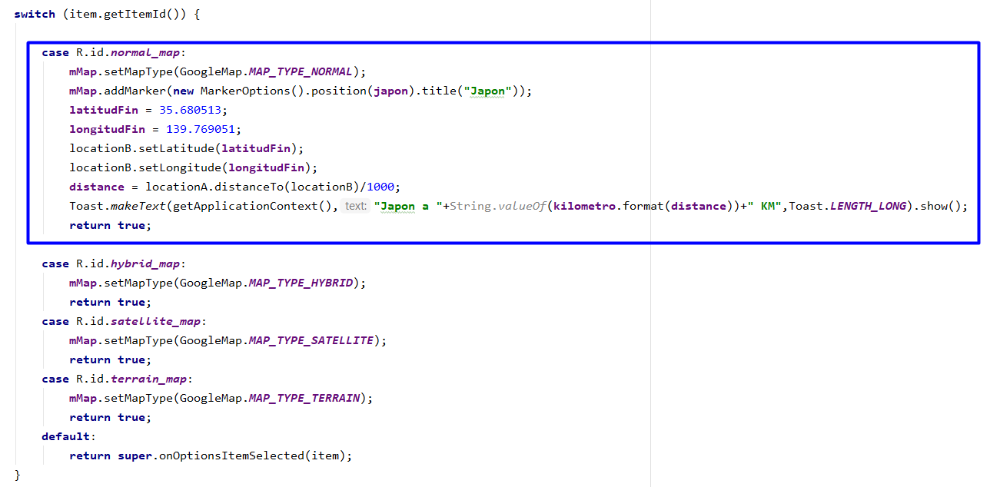 switch (item.getItemId()) {
case R.id.normal_map:
mMap.setMapType(GoogleMap.MAP_TYPE_NORMAL);
mMap.addMarker(new MarkerOptions().position(japon).title("Japon"));
latitudFin = 35.680513;
longitudFin = 139.769051;
locationB.setLatitude(latitudFin);
locationB.setLongitude(longitudFin);
distance = locationA.distanceTo(locationB)/1000;
Toast.makeText(getApplicationContext(), text: "Japon a "+String.valueOf(kilometro.format(distance))+" KM",Toast.LENGTH_LONG).show();
return true;
case R.id.hybrid_map:
mMap.setMapType(GoogleMap.MAP_TYPE_HYBRID);
return true;
case R.id.satellite_map:
mMap.setMapType(GoogleMap.MAP_TYPE_SATELLITE);
return true;
case R.id.terrain_map:
mMap.setMapType(GoogleMap.MAP_TYPE_TERRAIN);
return true;
default:
return super.onOptionsItemSelected(item);
}